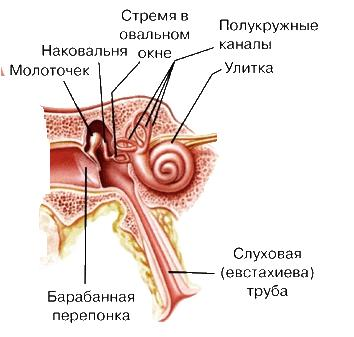 Стремя в
овальном
окне
Полукружные
каналы
Наковальня
Молоточек
Улитка
Слуховая
(евстахиева)
труба
Барабанная
перепонка